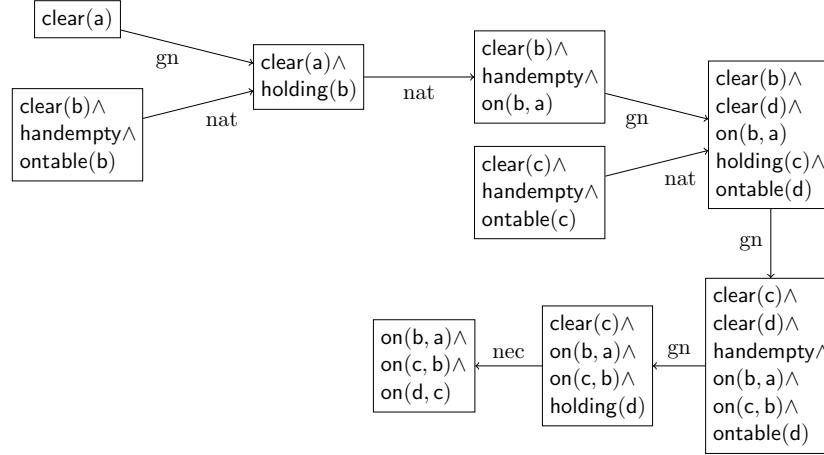 clear(a)
gn
clear(b)∧
handempty∧
ontable(b)
nat
clear(a)∧
holding(b)
nat
clear(b)∧
handempty∧
on(b, a)
gn
clear(c)∧
handempty∧
ontable(c)
nat
clear(b)∧
clear(d)∧
on(b, a)
holding(c)∧
ontable(d)
gn
clear(c)∧
clear(d)∧
handempty∧
on(b, a)∧
on(c, b)∧
ontable(d)
gn
clear(c)∧
on(b, a)∧
on(c, b)∧
holding(d)
nec
on(b, a)∧
on(c, b)∧
on(d, c)